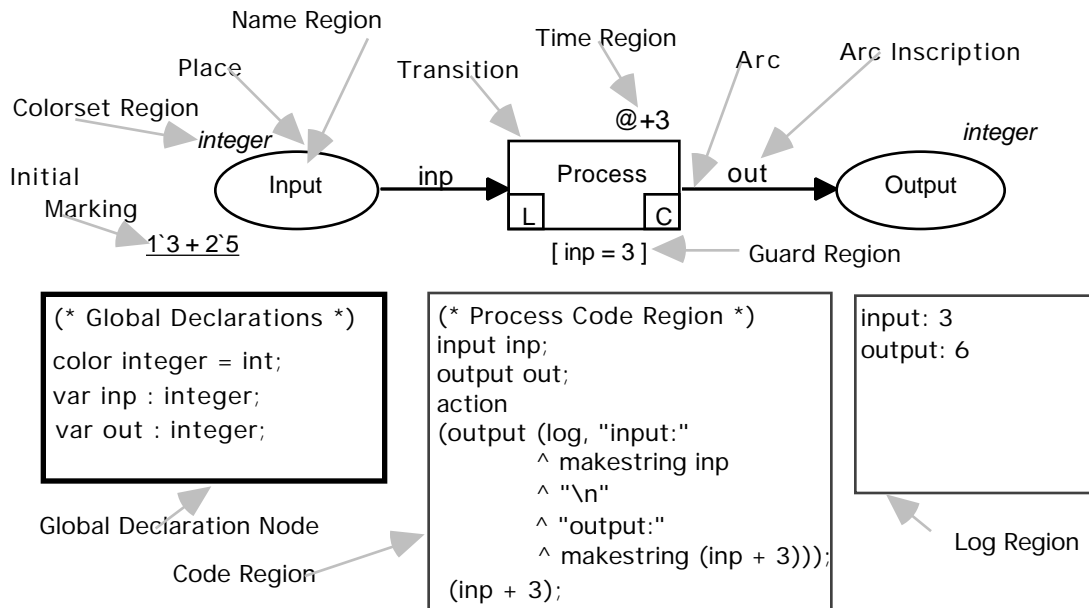 Name Region
Time Region
Arc Inscription
Place
Transition
Arc
Colorset Region
@+3
integer
integer
Input
inp
Process
out
Output
Initial
Marking
L
C
1`3 + 2`5
[ inp = 3 ]
Guard Region
(* Global Declarations *)
color integer = int;
var inp : integer;
var out : integer;
(* Process Code Region *)
input inp;
output out;
action
(output (log, "input:"
^ makestring inp
^ "\n"
^ "output:"
^ makestring (inp + 3)));
(inp + 3);
input: 3
output: 6
Global Declaration Node
Code Region
Log Region